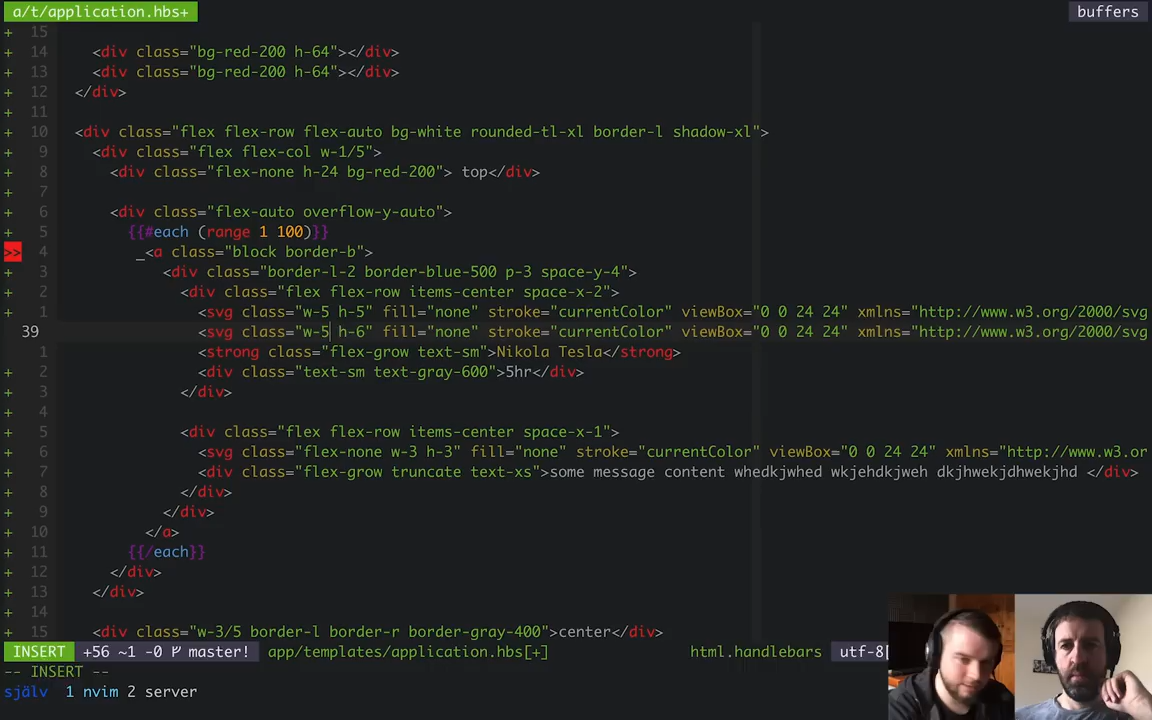 a/t/application.hbs+ buffers
+ 15
+ 14 <div class="bg-red-200 h-64"></div>
+ 13 <div class="bg-red-200 h-64"></div>
+ 12 </div>
+ 11
+ 10 <div class="flex flex-row flex-auto bg-white rounded-tl-xl border-l shadow-xl">
+ 9 <div class="flex flex-col w-1/5">
+ 8 <div class="flex-none h-24 bg-red-200"> top</div>
+ 7
+ 6 <div class="flex-auto overflow-y-auto">
+ 5 {{#each (range 1 100)}}
>> 4 _<a class="block border-b">
+ 3 <div class="border-l-2 border-blue-500 p-3 space-y-4">
+ 2 <div class="flex flex-row items-center space-x-2">
+ 1 <svg class="w-5 h-5" fill="none" stroke="currentColor" viewBox="0 0 24 24" xmlns="http://www.w3.org/2000/svg
39 <svg class="w-5 h-6" fill="none" stroke="currentColor" viewBox="0 0 24 24" xmlns="http://www.w3.org/2000/svg
1 <strong class="flex-grow text-sm">Nikola Tesla</strong>
+ 2 <div class="text-sm text-gray-600">5hr</div>
+ 3 </div>
+ 4
+ 5 <div class="flex flex-row items-center space-x-1">
+ 6 <svg class="flex-none w-3 h-3" fill="none" stroke="currentColor" viewBox="0 0 24 24" xmlns="http://www.w3.or
+ 7 <div class="flex-grow truncate text-xs">some message content whedkjwhed wkjehdkjweh dkjhwekjdhwekjhd </div>
+ 8 </div>
+ 9 </div>
+ 10 </a>
+ 11 {{/each}}
+ 12 </div>
+ 13 </div>
+ 14
+ 15 <div class="w-3/5 border-l border-r border-gray-400">center</div>
INSERT +56 ~1 -0 master! app/templates/application.hbs[+] html.handlebars utf-8[
-- INSERT --
själv 1 nvim 2 server